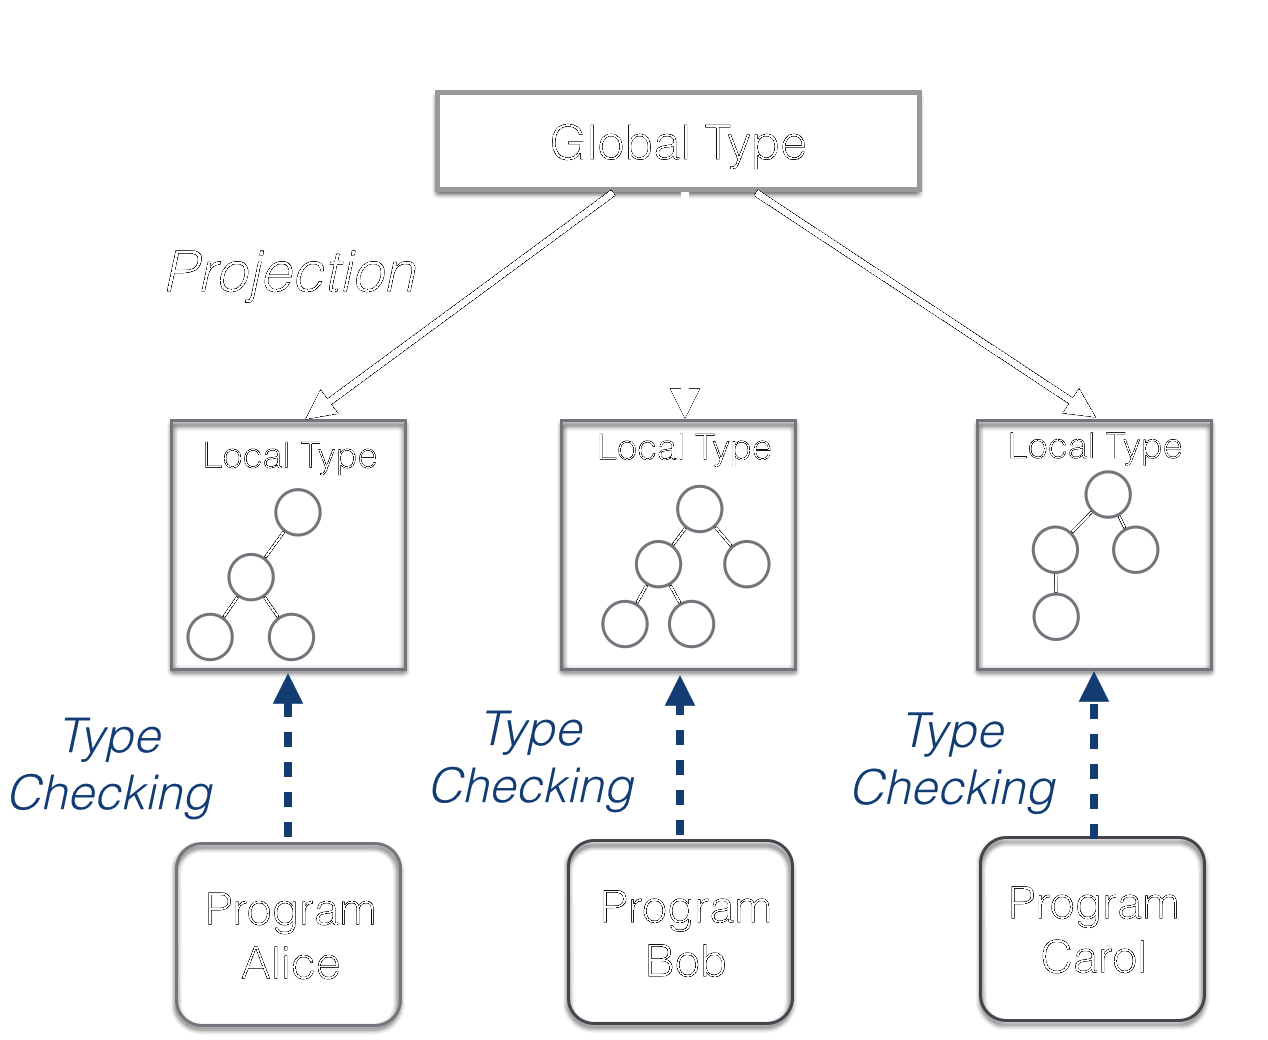 Global Type
Projection
Local Type
Local Type
Local Type
Type
Checking
Type
Checking
Type
Checking
Program
Alice
Program
Bob
Program
Carol